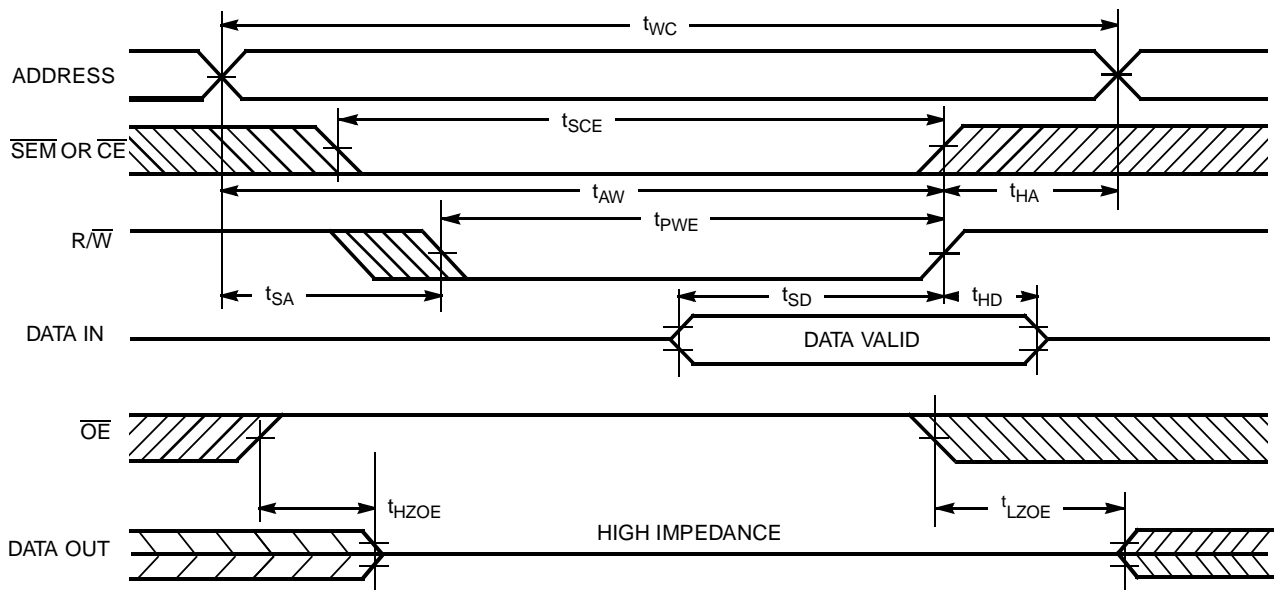 tWC
ADDRESS
tSCE
SEM OR CE
tAW
tHA
tPWE
R/W
tSA
tSD
tHD
DATA IN
DATA VALID
OE
tHZOE
tLZOE
HIGH IMPEDANCE
DATA OUT